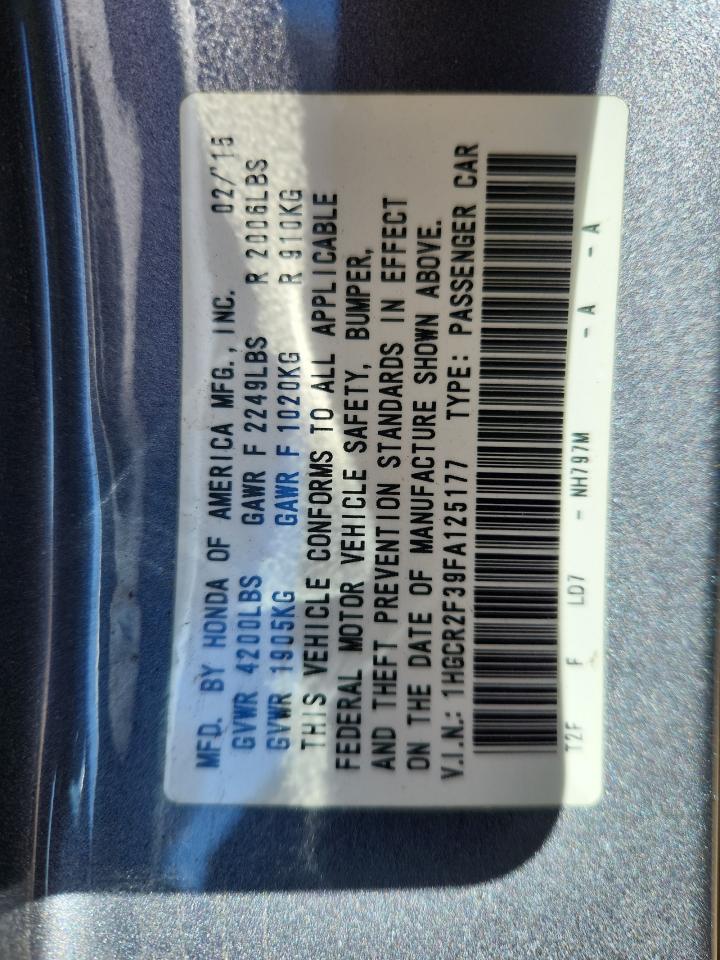 MFD. BY HONDA OF AMERICA MFG., INC. 02/'15
GVWR 4200LBS GAWR F 2249LBS R 2006LBS
GVWR 1905KG GAWR F 1020KG R 910KG
THIS VEHICLE CONFORMS TO ALL APPLICABLE
FEDERAL MOTOR VEHICLE SAFETY, BUMPER,
AND THEFT PREVENTION STANDARDS IN EFFECT
ON THE DATE OF MANUFACTURE SHOWN ABOVE.
V.I.N.: 1HGCR2F39FA125177 TYPE: PASSENGER CAR
T2F F LD7 - NH797M - A - A